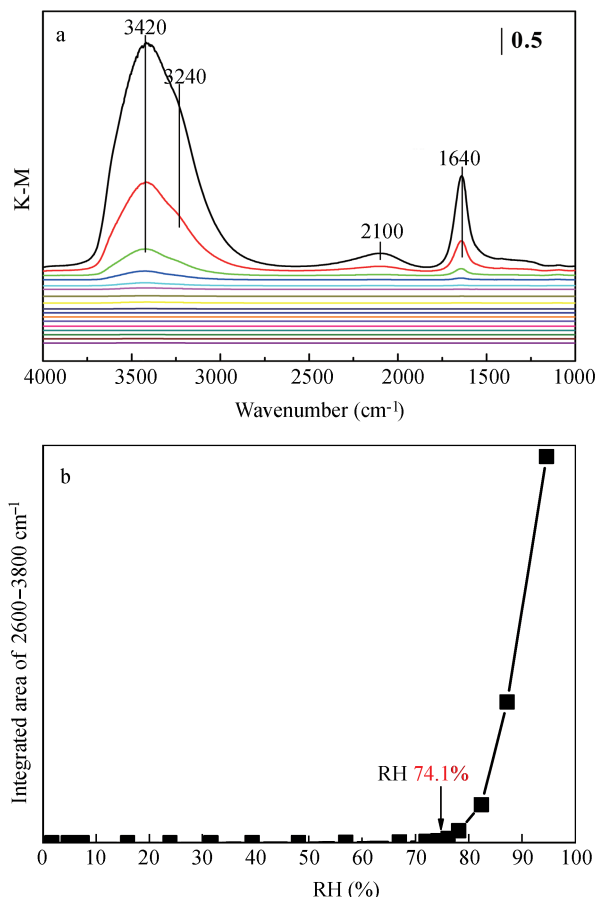 a
0.5
3420
3240
2100
1640
K-M
4000 3500 3000 2500 2000 1500 1000
Wavenumber (cm⁻¹)
b
Integrated area of 2600−3800 cm⁻¹
RH 74.1%
0 10 20 30 40 50 60 70 80 90 100
RH (%)